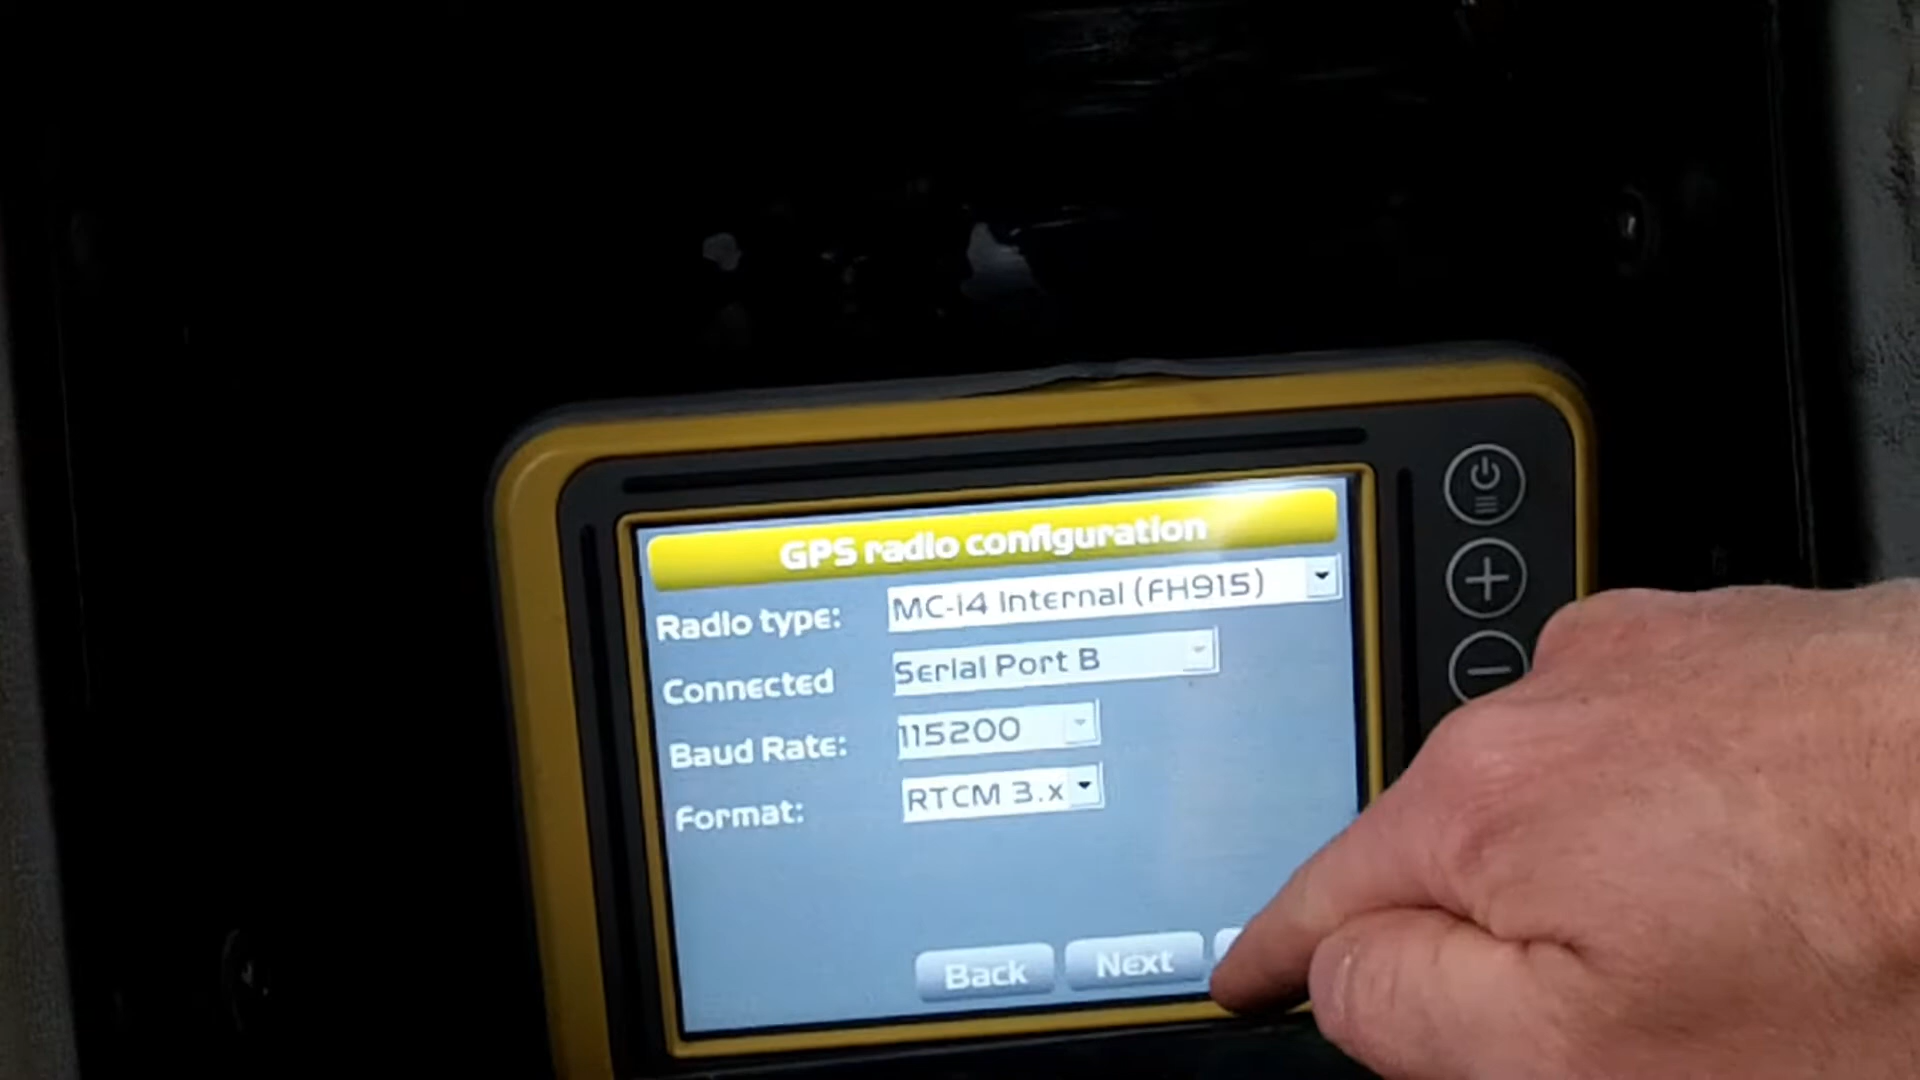 GPS radio configuration
Radio type: MC-i4 Internal (FH915)
Connected Serial Port B
Baud Rate: 115200
Format: RTCM 3.x
Back Next